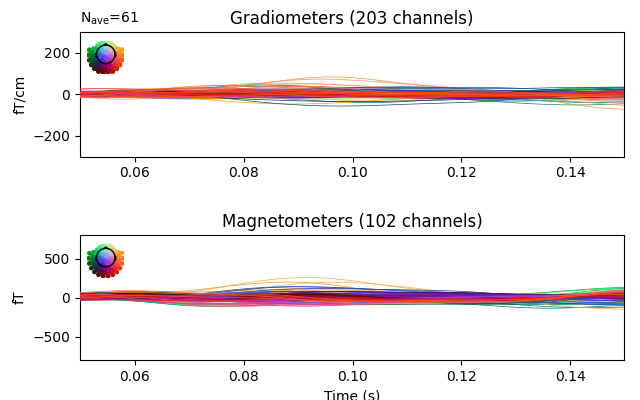 N_ave=61
Gradiometers (203 channels)
200
0
−200
fT/cm
0.06 0.08 0.10 0.12 0.14
Magnetometers (102 channels)
500
0
−500
fT
0.06 0.08 0.10 0.12 0.14
Time (s)